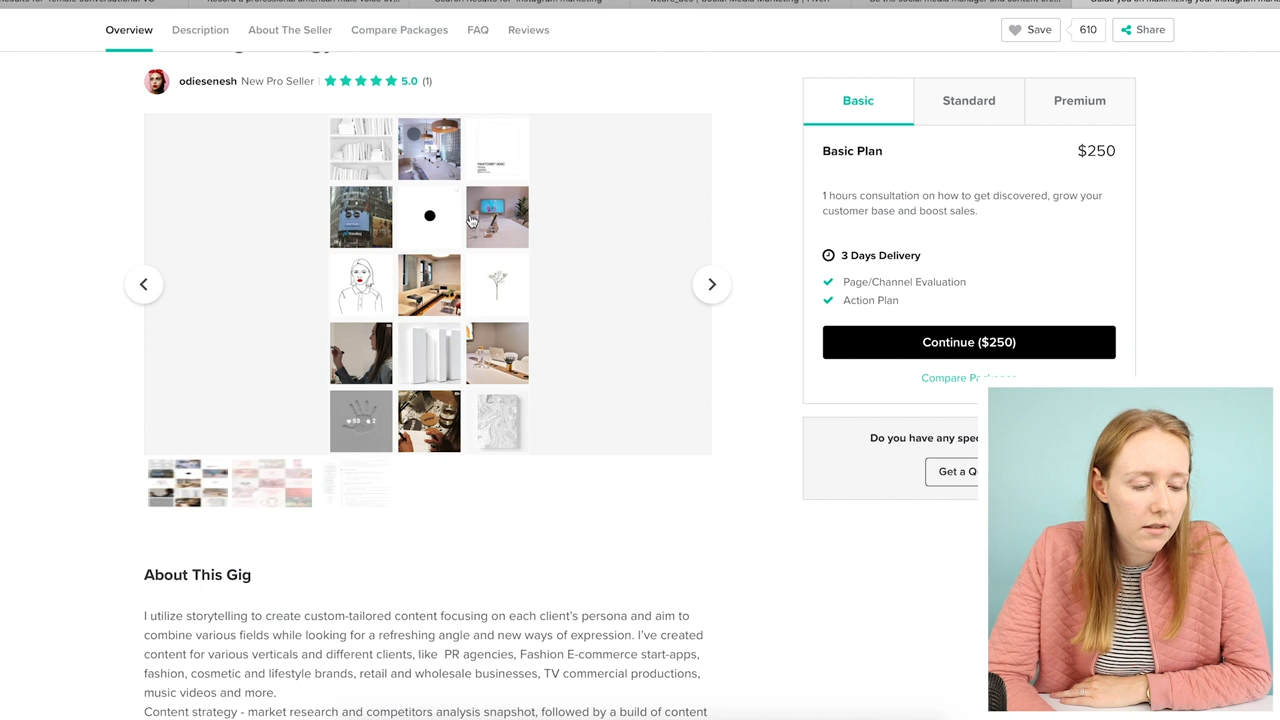 Overview Description About The Seller Compare Packages FAQ Reviews Save 610 Share
odiesenesh New Pro Seller 5.0 (1)
Basic Standard Premium
Basic Plan $250
1 hours consultation on how to get discovered, grow your
customer base and boost sales.
3 Days Delivery
Page/Channel Evaluation
Action Plan
Continue ($250)
Compare
Do you have any
Get a
PANTONE
53 2
About This Gig
I utilize storytelling to create custom-tailored content focusing on each client's persona and aim to
combine various fields while looking for a refreshing angle and new ways of expression. I've created
content for various verticals and different clients, like PR agencies, Fashion E-commerce start-apps,
fashion, cosmetic and lifestyle brands, retail and wholesale businesses, TV commercial productions,
music videos and more.
Content strategy - market research and competitors analysis snapshot, followed by a build of content